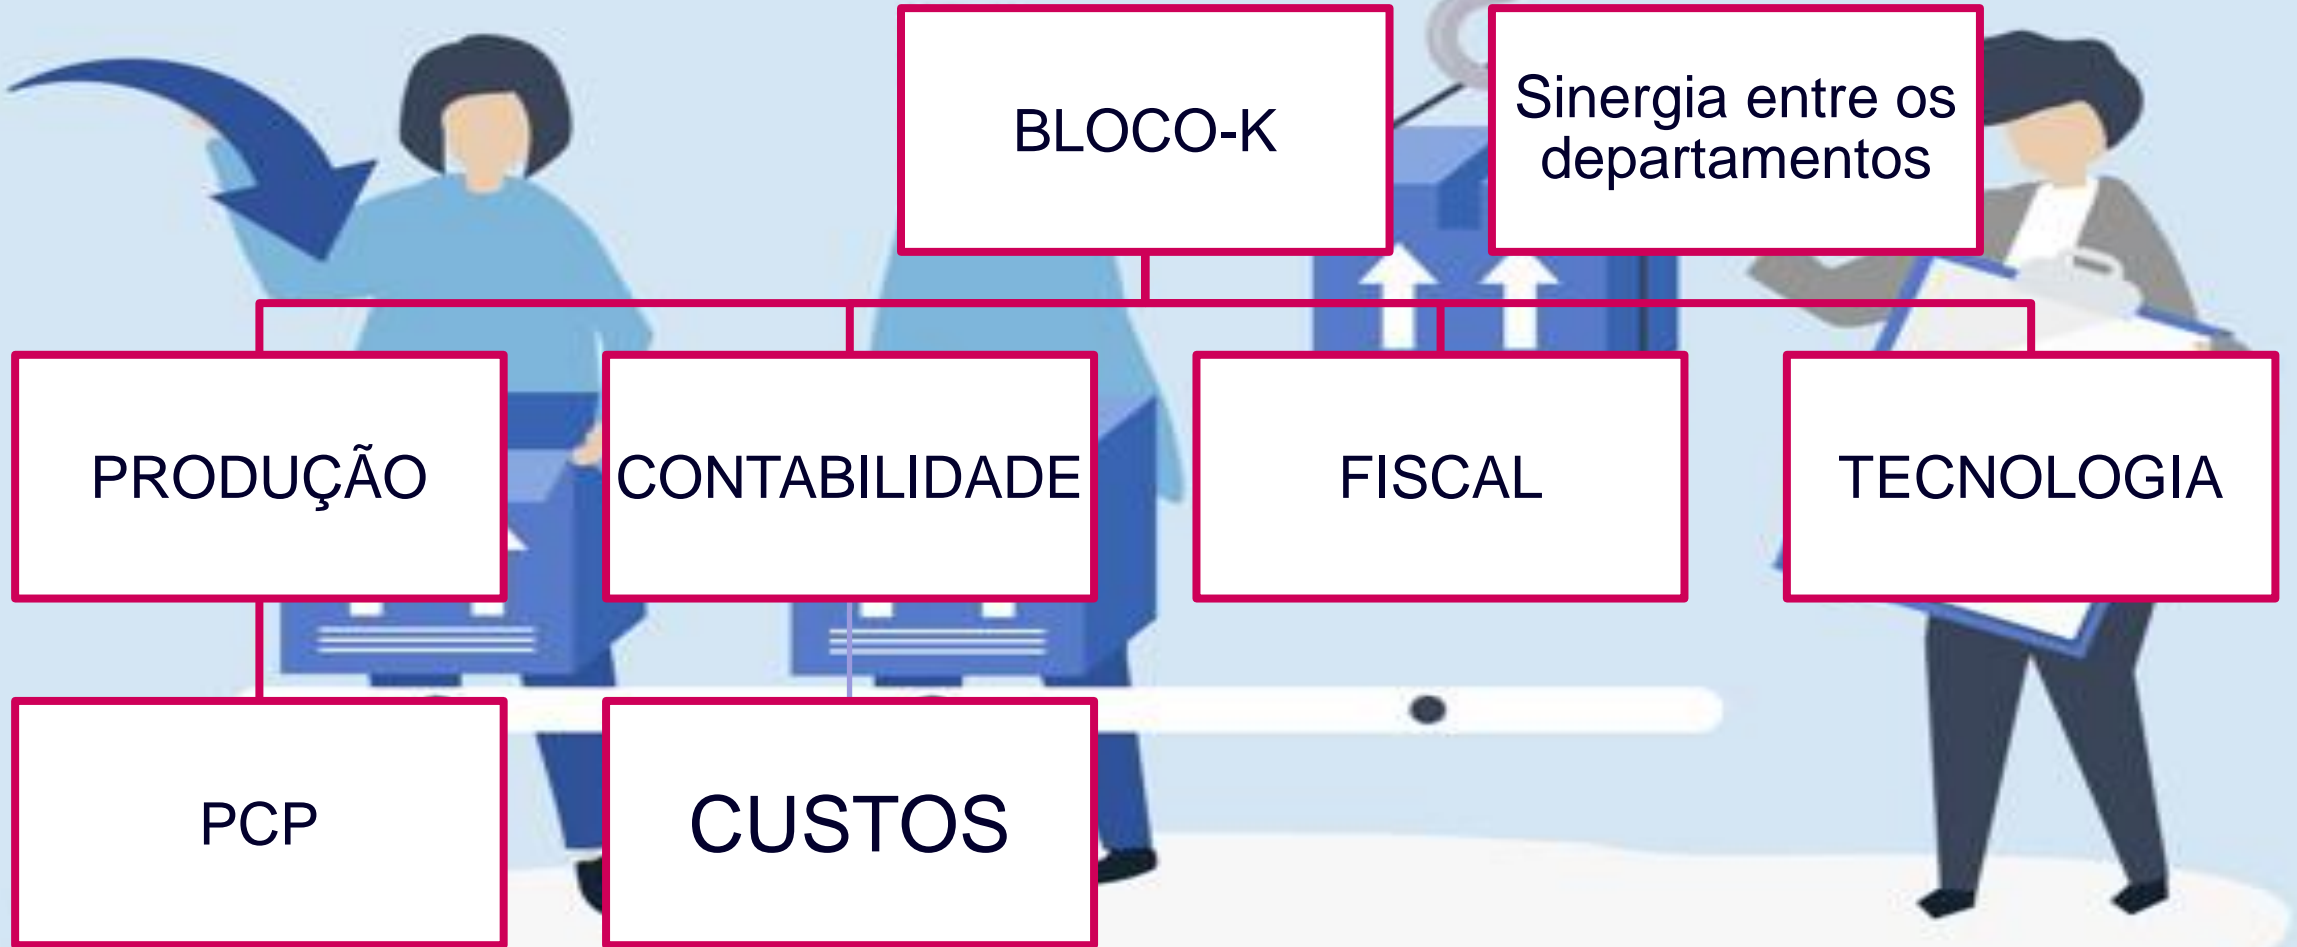 BLOCO-K
Sinergia entre os
departamentos
PRODUÇÃO
CONTABILIDADE
FISCAL
TECNOLOGIA
PCP
CUSTOS